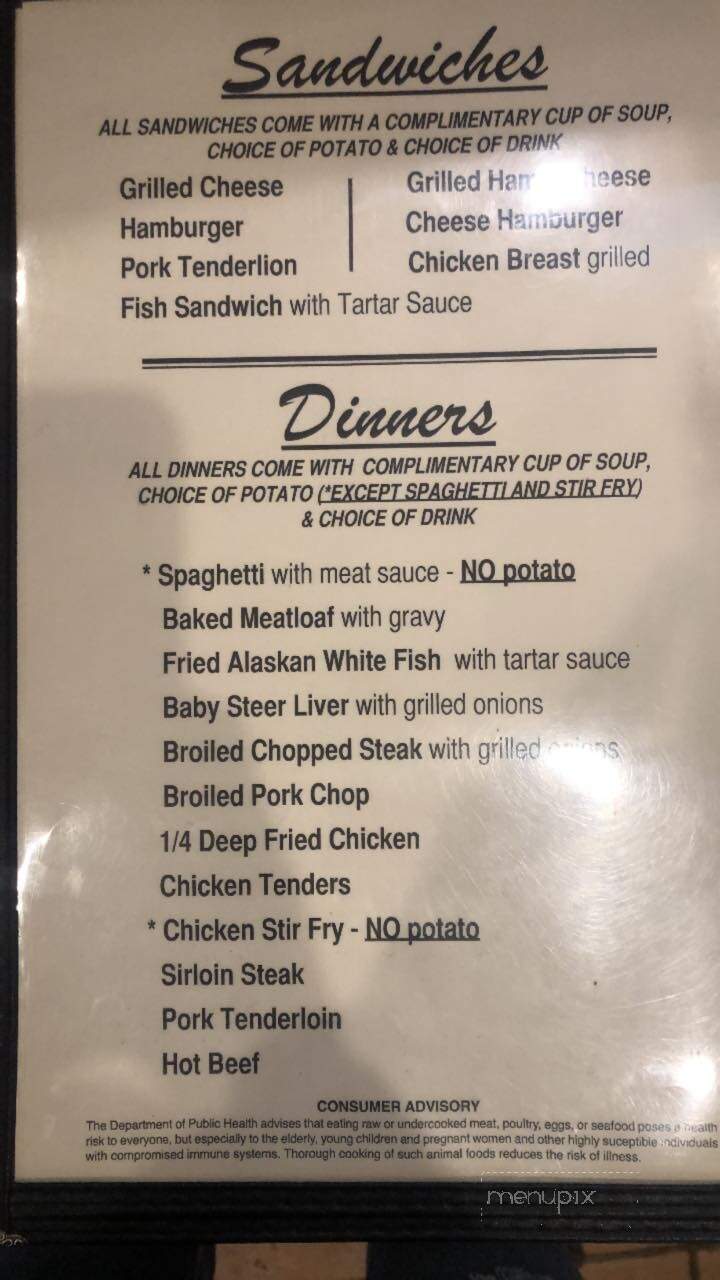 Sandwiches
ALL SANDWICHES COME WITH A COMPLIMENTARY CUP OF SOUP,
CHOICE OF POTATO & CHOICE OF DRINK
Grilled Cheese
Hamburger
Pork Tenderlion
Grilled Ham Cheese
Cheese Hamburger
Chicken Breast grilled
Fish Sandwich with Tartar Sauce
Dinners
ALL DINNERS COME WITH COMPLIMENTARY CUP OF SOUP,
CHOICE OF POTATO (*EXCEPT SPAGHETTI AND STIR FRY)
& CHOICE OF DRINK
* Spaghetti with meat sauce - NO potato
Baked Meatloaf with gravy
Fried Alaskan White Fish with tartar sauce
Baby Steer Liver with grilled onions
Broiled Chopped Steak with grilled onions
Broiled Pork Chop
1/4 Deep Fried Chicken
Chicken Tenders
* Chicken Stir Fry - NO potato
Sirloin Steak
Pork Tenderloin
Hot Beef
CONSUMER ADVISORY
The Department of Public Health advises that eating raw or undercooked meat, poultry, eggs, or seafood poses a health
risk to everyone, but especially to the elderly, young children and pregnant women and other highly suceptible individuals
with compromised immune systems. Thorough cooking of such animal foods reduces the risk of illness.
menupix